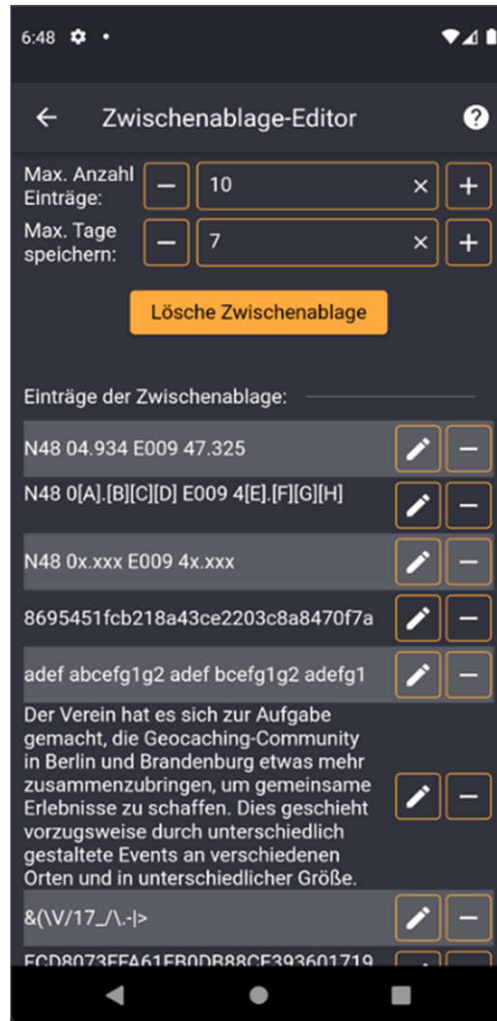 6:48
Zwischenablage-Editor
Max. Anzahl
Einträge:
10
Max. Tage
speichern:
7
Lösche Zwischenablage
Einträge der Zwischenablage:
N48 04.934 E009 47.325
N48 0[A].[B][C][D] E009 4[E].[F][G][H]
N48 0x.xxx E009 4x.xxx
8695451fcb218a43ce2203c8a8470f7a
adef abcefg1g2 adef bcefg1g2 adefg1
Der Verein hat es sich zur Aufgabe
gemacht, die Geocaching-Community
in Berlin und Brandenburg etwas mehr
zusammenzubringen, um gemeinsame
Erlebnisse zu schaffen. Dies geschieht
vorzugsweise durch unterschiedlich
gestaltete Events an verschiedenen
Orten und in unterschiedlicher Größe.
&(\V/17_/\.-|>